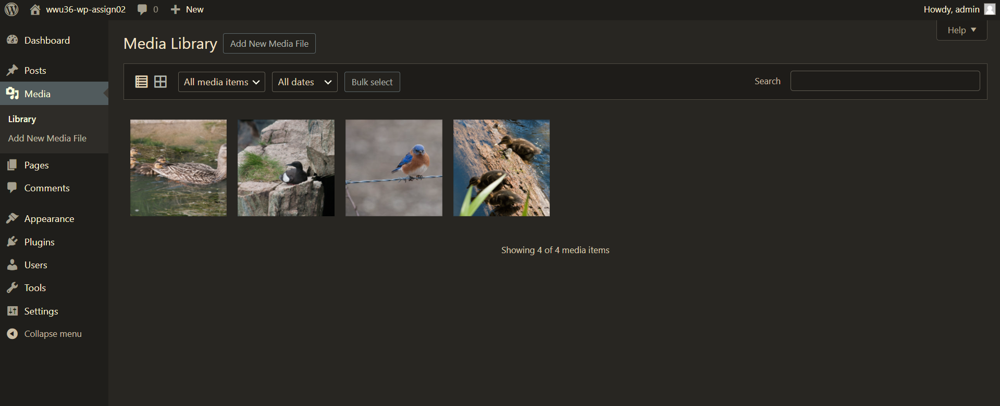 wwu36-wp-assign02 0 New Howdy, admin
Help
Dashboard
Posts
Media
Library
Add New Media File
Pages
Comments
Appearance
Plugins
Users
Tools
Settings
Collapse menu
Media Library Add New Media File
All media items All dates Bulk select Search
Showing 4 of 4 media items